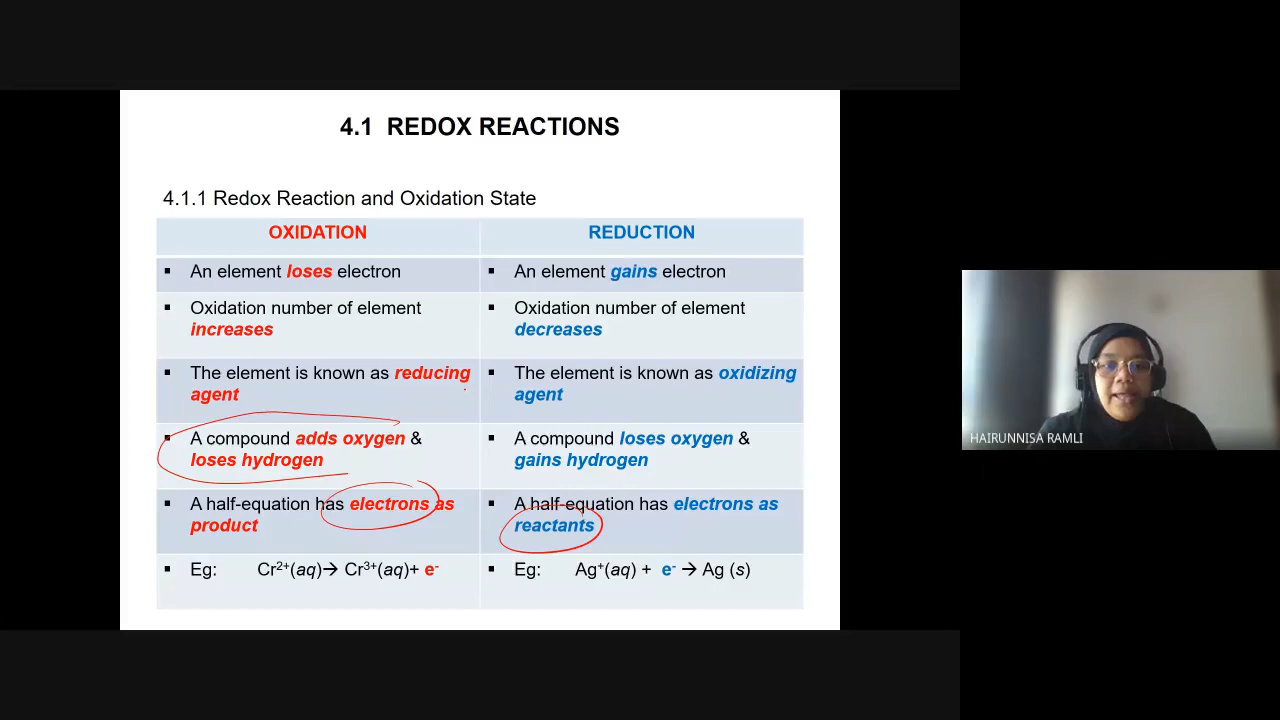 4.1 REDOX REACTIONS
4.1.1 Redox Reaction and Oxidation State
OXIDATION
REDUCTION
▪ An element loses electron
▪ An element gains electron
▪ Oxidation number of element
increases
▪ Oxidation number of element
decreases
▪ The element is known as reducing
agent
▪ The element is known as oxidizing
agent
▪ A compound adds oxygen &
loses hydrogen
▪ A compound loses oxygen &
gains hydrogen
▪ A half-equation has electrons as
product
▪ A half-equation has electrons as
reactants
▪ Eg: Cr²⁺(aq)→ Cr³⁺(aq)+ e⁻
▪ Eg: Ag⁺(aq) + e⁻ → Ag (s)
HAIRUNNISA RAMLI